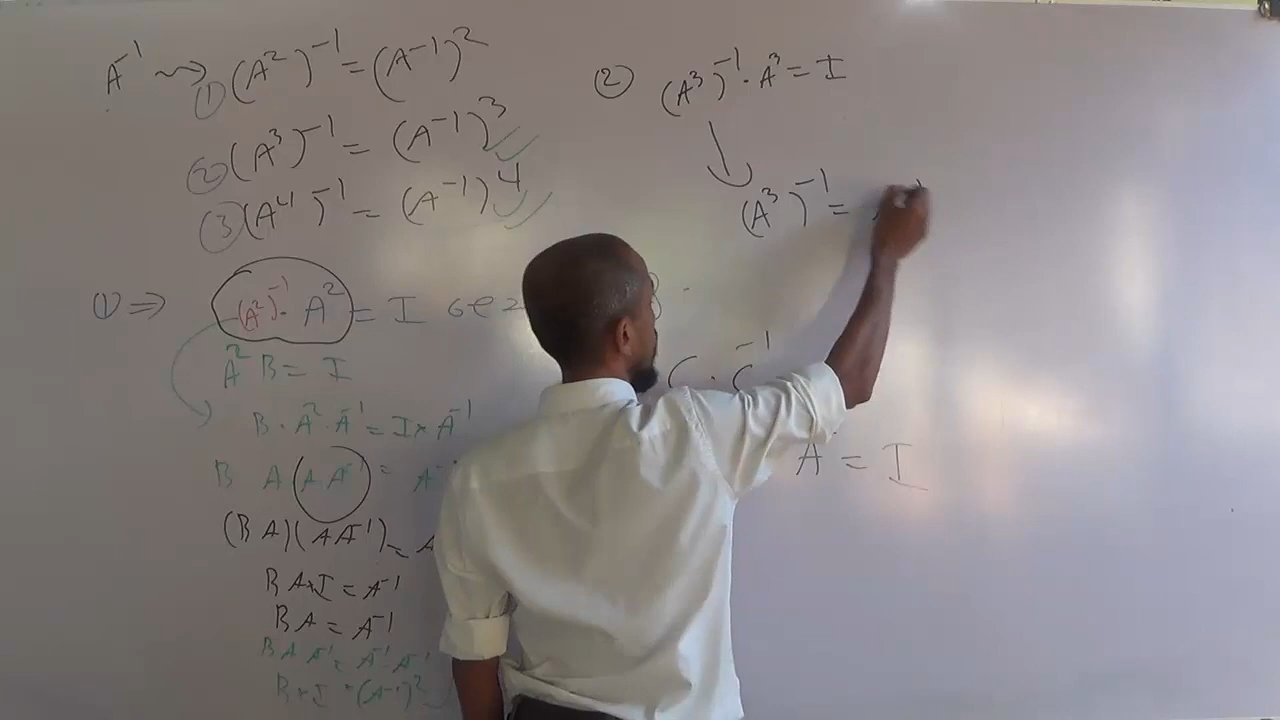 A⁻¹ ⇝ ① (A²)⁻¹ = (A⁻¹)²
② (A³)⁻¹ = (A⁻¹)³
③ (A⁴)⁻¹ = (A⁻¹)⁴
① ⇒ (A²)⁻¹ · A² = I
A² B = I
B · A² · A⁻¹ = I × A⁻¹
B A (A A⁻¹) =
(B A)(A A⁻¹) =
B A × I = A⁻¹
B A = A⁻¹
B A A⁻¹ = A⁻¹ · A⁻¹
B × I = (A⁻¹)²
② (A³)⁻¹ · A³ = I
(A³)⁻¹ =
C · C⁻¹
A = I